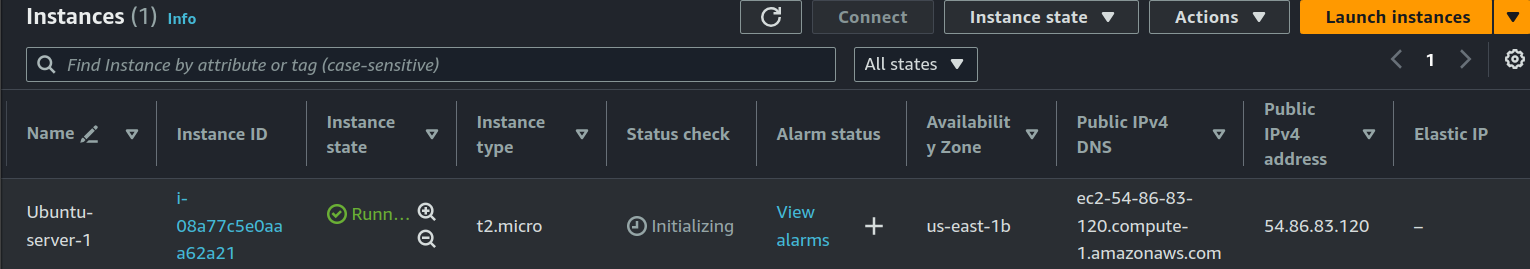 Instances (1) Info
Connect
Instance state
Actions
Launch instances
Find Instance by attribute or tag (case-sensitive)
All states
1
Name
Instance ID
Instance
state
Instance
type
Status check
Alarm status
Availabilit
y Zone
Public IPv4
DNS
Public
IPv4
address
Elastic IP
Ubuntu-
server-1
i-
08a77c5e0aa
a62a21
Runn...
t2.micro
Initializing
View
alarms
us-east-1b
ec2-54-86-83-
120.compute-
1.amazonaws.com
54.86.83.120
–